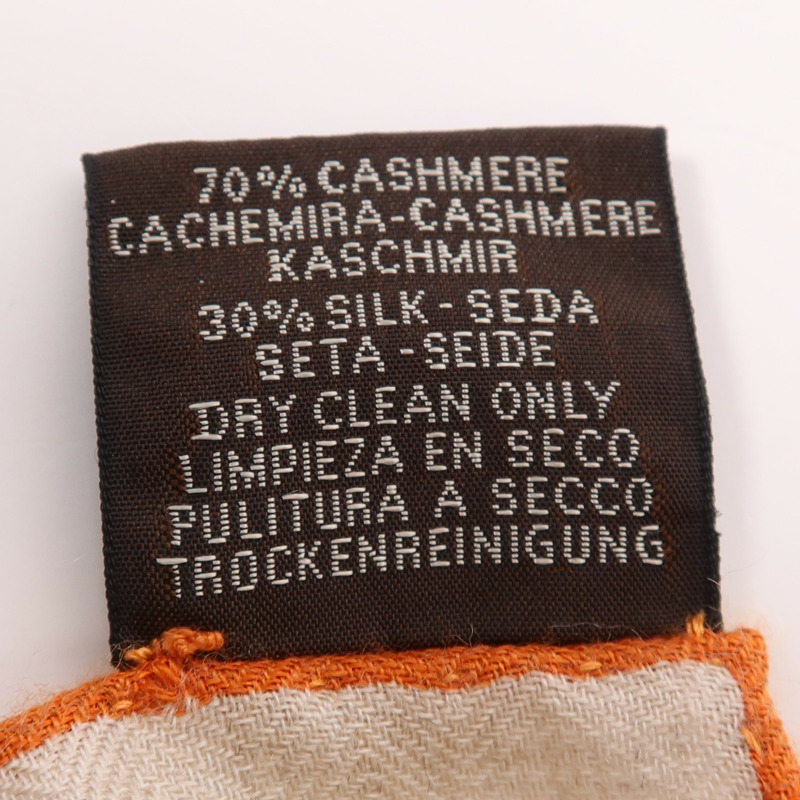 70% CASHMERE
CACHEMIRA-CASHMERE
KASCHMIR
30% SILK - SEDA
SETA - SEIDE
DRY CLEAN ONLY
LIMPIEZA EN SECO
PULITURA A SECCO
TROCKENREINIGUNG